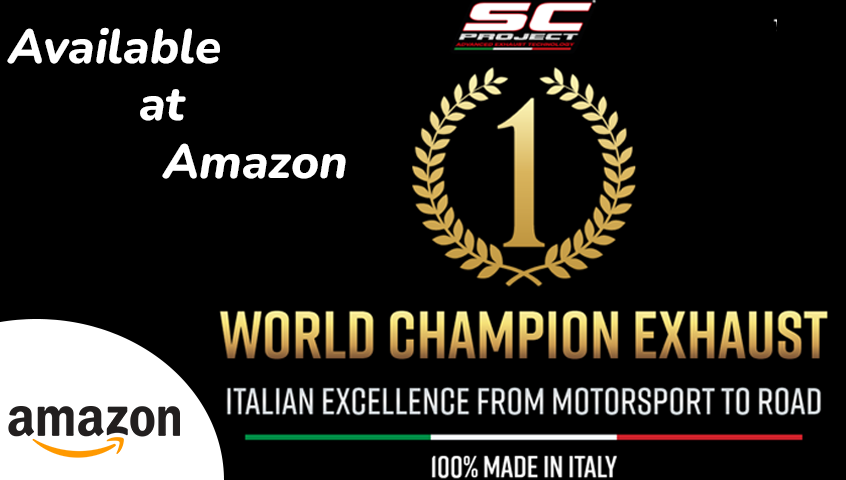 Available
at
Amazon
SC
PROJECT
ADVANCED EXHAUST TECHNOLOGY
1
WORLD CHAMPION EXHAUST
ITALIAN EXCELLENCE FROM MOTORSPORT TO ROAD
100% MADE IN ITALY
amazon